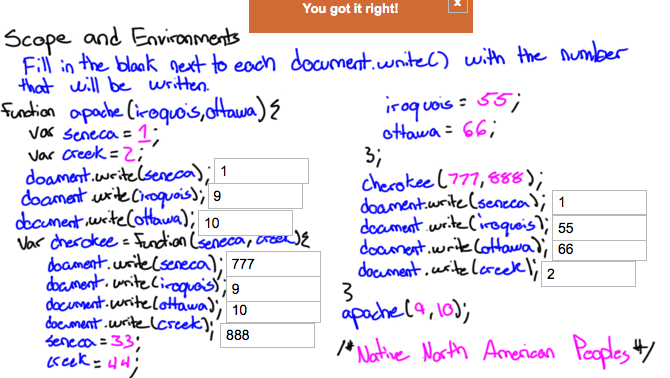 You got it right!
x
Scope and Environments
Fill in the blank next to each document.write() with the number
that will be written.
function apache(iroquois, ottawa) {
var seneca = 1;
var creek = 2;
document.write(seneca); 1
document.write(iroquois); 9
document.write(ottawa); 10
var cherokee = function (seneca, creek) {
document.write(seneca); 777
document.write(iroquois); 9
document.write(ottawa); 10
document.write(creek); 888
seneca = 33;
creek = 44;
iroquois = 55;
ottawa = 66;
};
cherokee(777, 888);
document.write(seneca); 1
document.write(iroquois); 55
document.write(ottawa); 66
document.write(creek); 2
}
apache(9, 10);
/* Native North American Peoples */